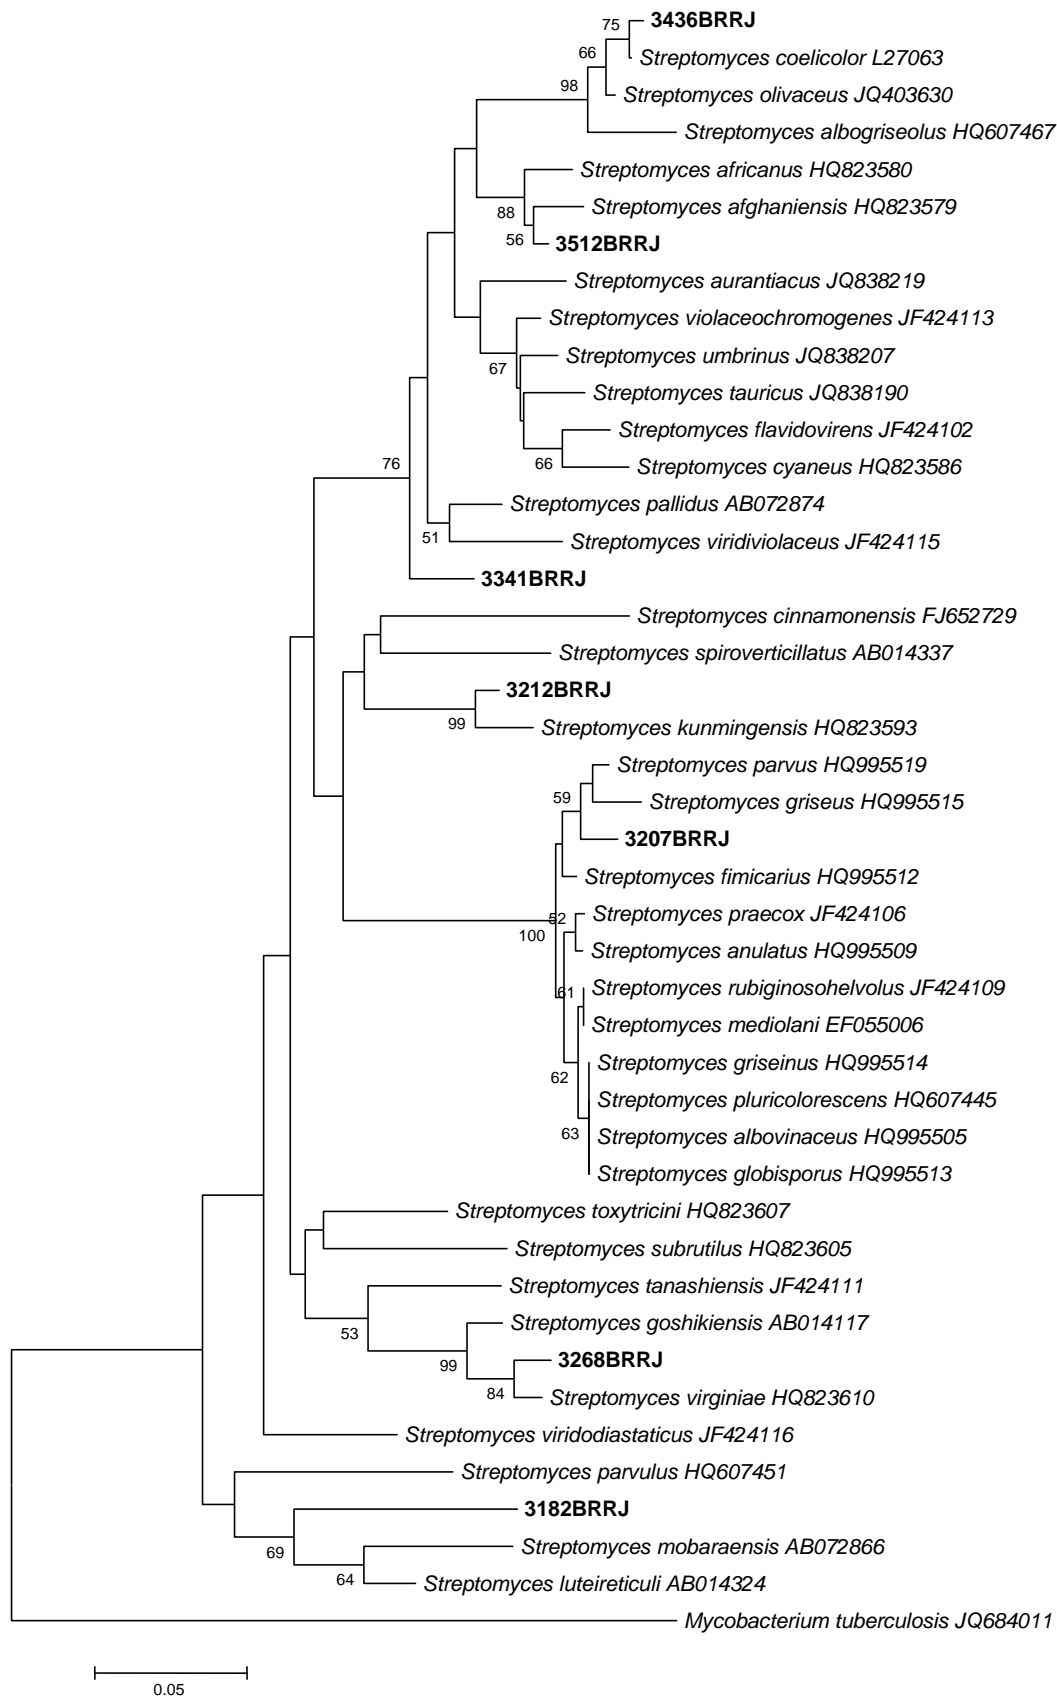 75
3436BRRJ
66
Streptomyces coelicolor L27063
98
Streptomyces olivaceus JQ403630
Streptomyces albogriseolus HQ607467
Streptomyces africanus HQ823580
88
Streptomyces afghaniensis HQ823579
56
3512BRRJ
Streptomyces aurantiacus JQ838219
Streptomyces violaceochromogenes JF424113
67
Streptomyces umbrinus JQ838207
Streptomyces tauricus JQ838190
Streptomyces flavidovirens JF424102
76
66
Streptomyces cyaneus HQ823586
Streptomyces pallidus AB072874
51
Streptomyces viridiviolaceus JF424115
3341BRRJ
Streptomyces cinnamonensis FJ652729
Streptomyces spiroverticillatus AB014337
3212BRRJ
99
Streptomyces kunmingensis HQ823593
Streptomyces parvus HQ995519
59
Streptomyces griseus HQ995515
3207BRRJ
Streptomyces fimicarius HQ995512
52
Streptomyces praecox JF424106
100
Streptomyces anulatus HQ995509
61
Streptomyces rubiginosohelvolus JF424109
Streptomyces mediolani EF055006
Streptomyces griseinus HQ995514
62
Streptomyces pluricolorescens HQ607445
63
Streptomyces albovinaceus HQ995505
Streptomyces globisporus HQ995513
Streptomyces toxytricini HQ823607
Streptomyces subrutilus HQ823605
Streptomyces tanashiensis JF424111
53
Streptomyces goshikiensis AB014117
99
3268BRRJ
84
Streptomyces virginiae HQ823610
Streptomyces viridodiastaticus JF424116
Streptomyces parvulus HQ607451
3182BRRJ
69
Streptomyces mobaraensis AB072866
64
Streptomyces luteireticuli AB014324
Mycobacterium tuberculosis JQ684011
0.05